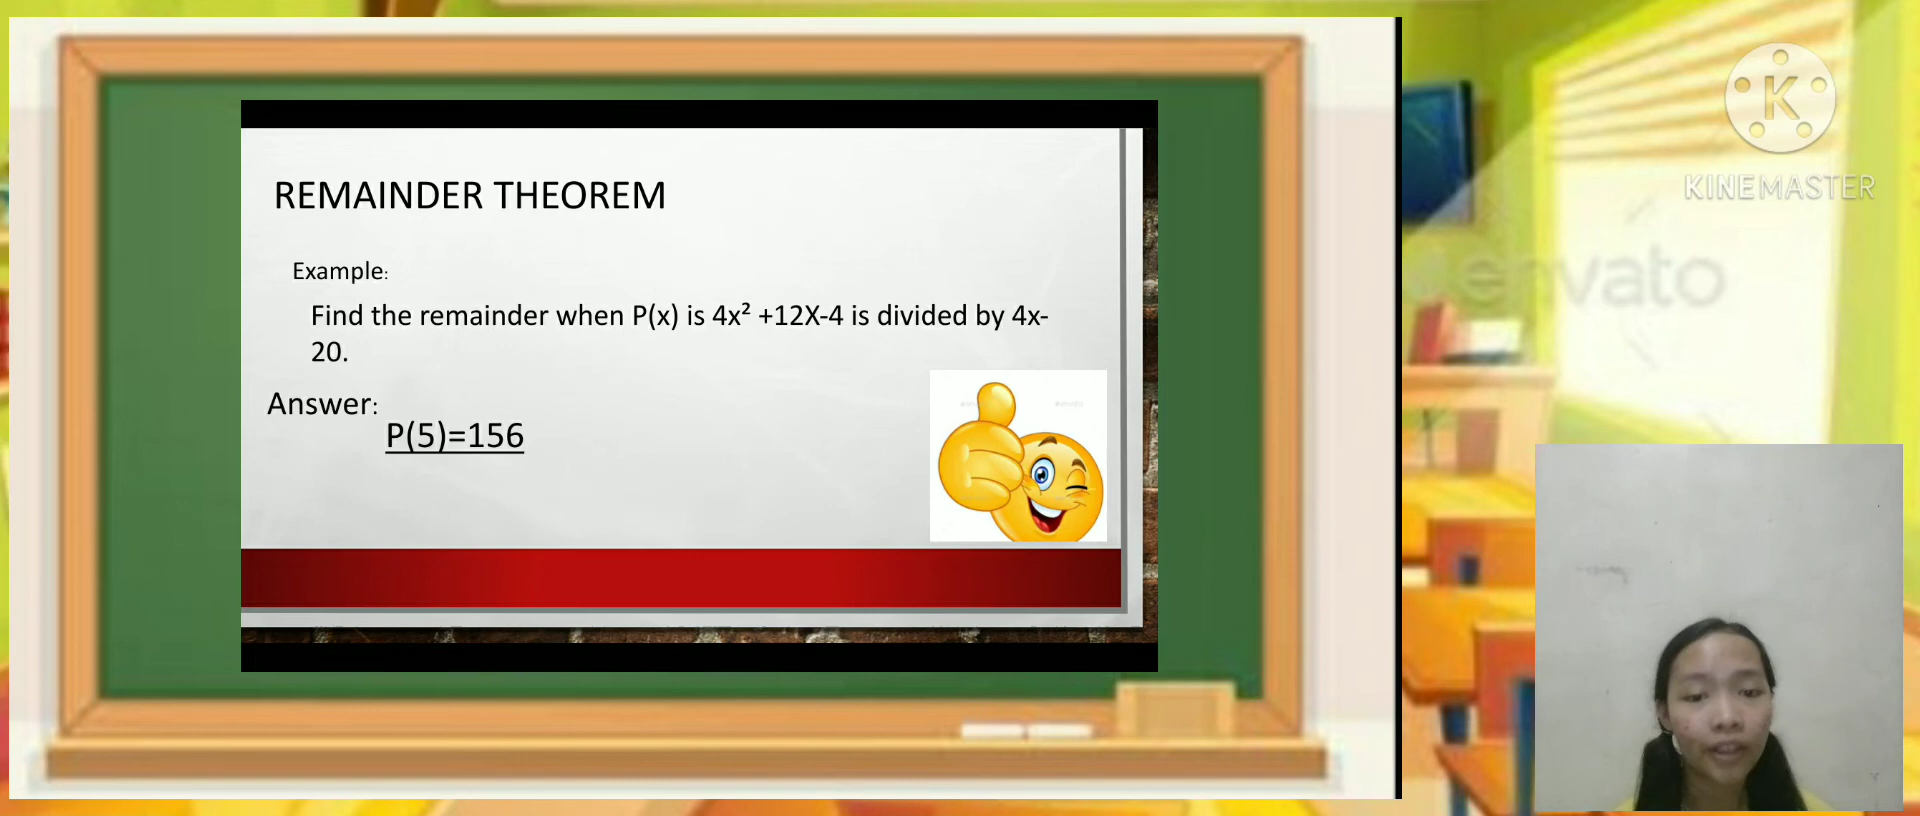 REMAINDER THEOREM
Example:
Find the remainder when P(x) is 4x² +12X-4 is divided by 4x-
20.
Answer:
P(5)=156
K
KINEMASTER
envato